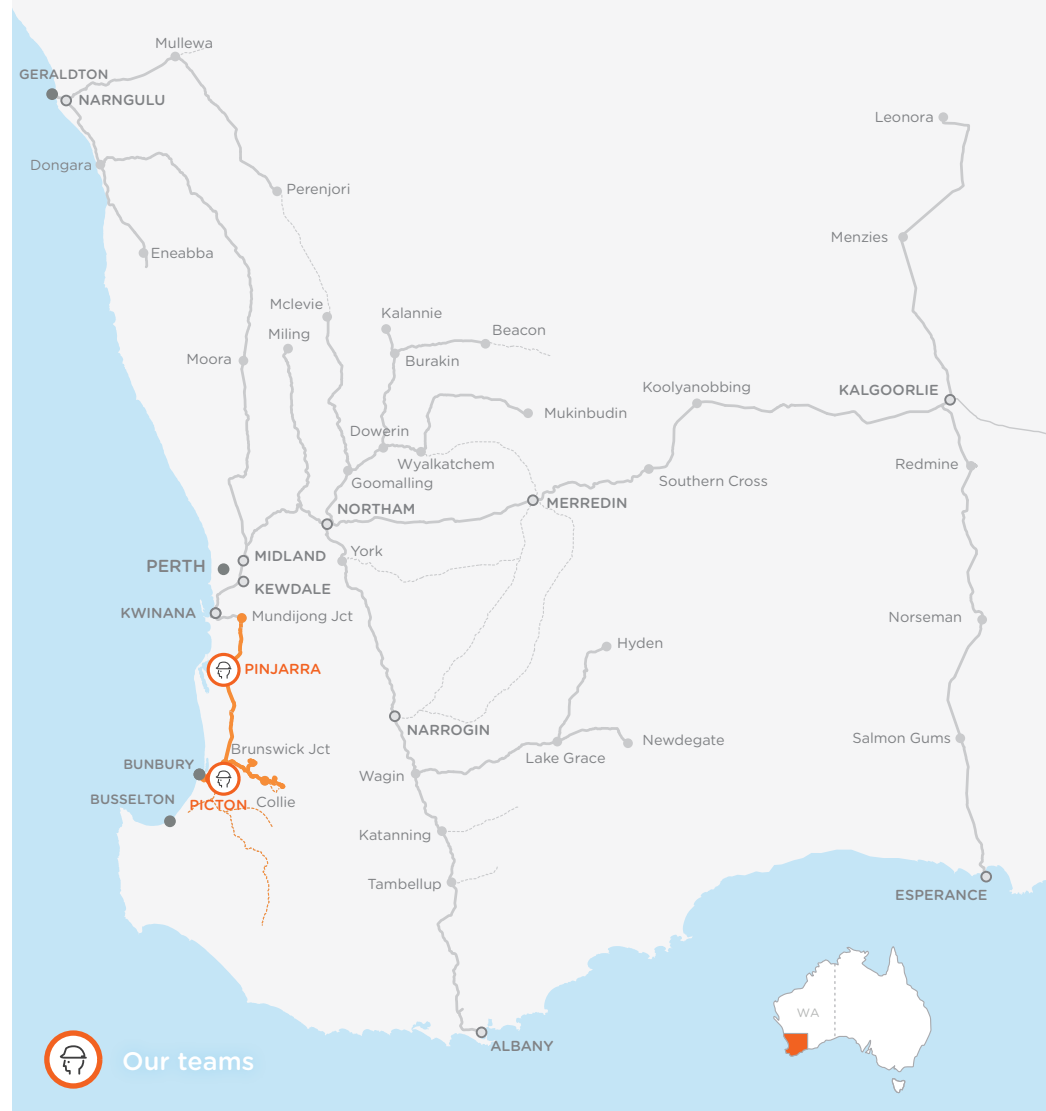 Mullewa
GERALDTON
NARNGULU
Leonora
Dongara
Perenjori
Menzies
Eneabba
Mclevie
Kalannie
Miling
Beacon
Moora
Burakin
Koolyanobbing
KALGOORLIE
Mukinbudin
Dowerin
Wyalkatchem
Redmine
Goomalling
Southern Cross
MERREDIN
NORTHAM
York
MIDLAND
PERTH
KEWDALE
KWINANA
Mundijong Jct
Norseman
Hyden
PINJARRA
NARROGIN
Newdegate
Salmon Gums
Brunswick Jct
Lake Grace
BUNBURY
Wagin
BUSSELTON
PICTON
Collie
Katanning
Tambellup
ESPERANCE
WA
ALBANY
Our teams